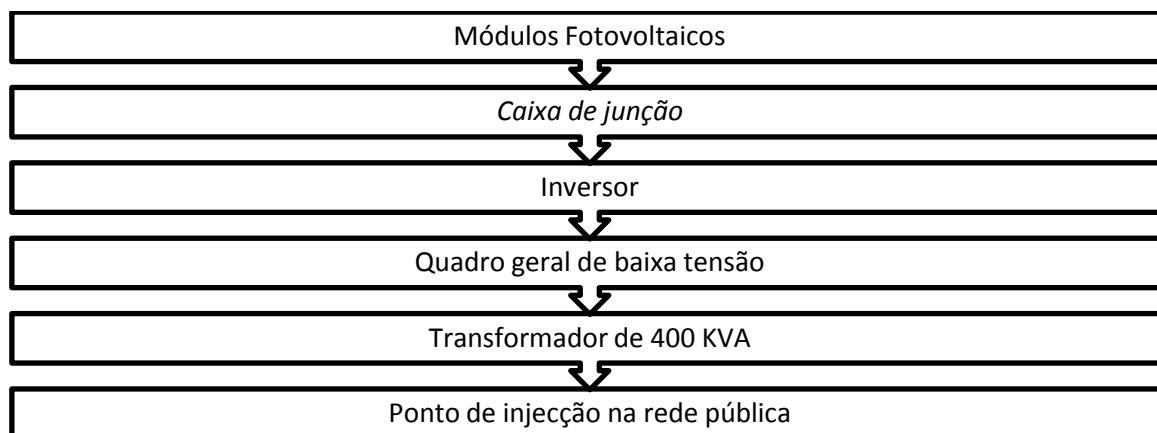 Módulos Fotovoltaicos
Caixa de junção
Inversor
Quadro geral de baixa tensão
Transformador de 400 KVA
Ponto de injecção na rede pública